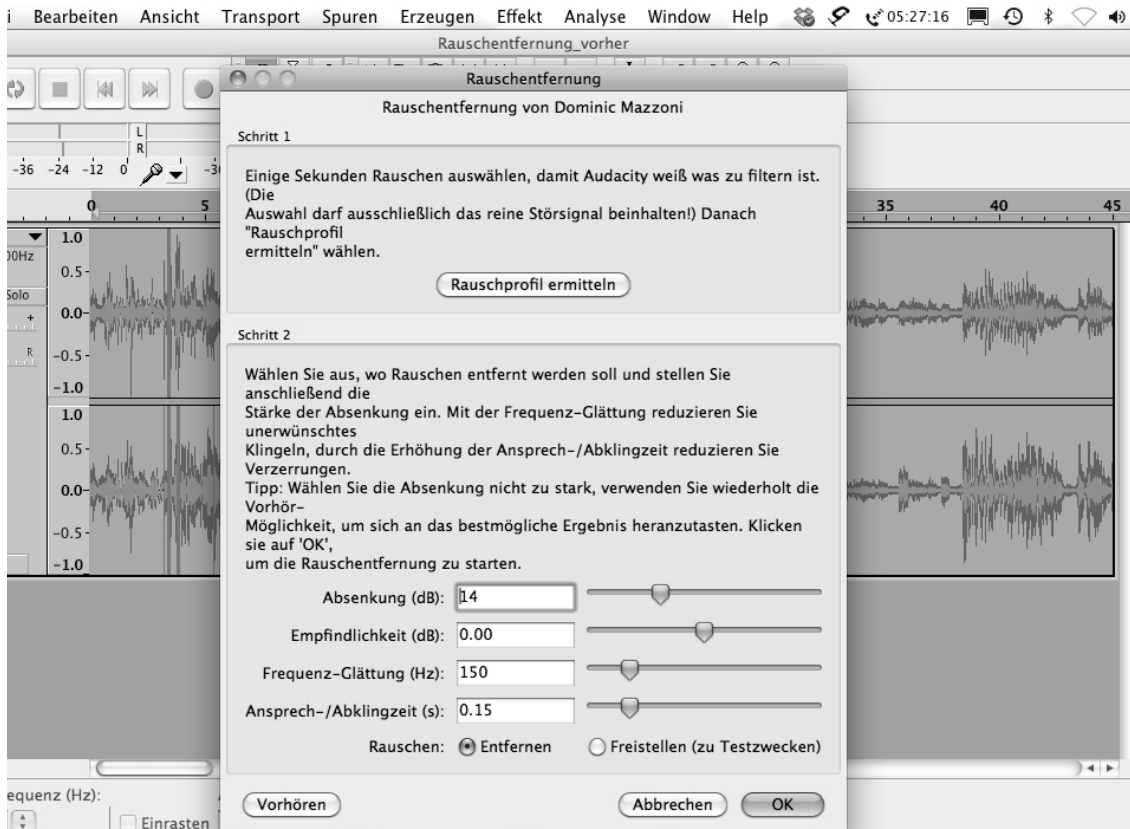 i Bearbeiten Ansicht Transport Spuren Erzeugen Effekt Analyse Window Help 05:27:16
Rauschentfernung_vorher
Rauschentfernung
Rauschentfernung von Dominic Mazzoni
Schritt 1
Einige Sekunden Rauschen auswählen, damit Audacity weiß was zu filtern ist.
(Die
Auswahl darf ausschließlich das reine Störsignal beinhalten!) Danach
"Rauschprofil
ermitteln" wählen.
Rauschprofil ermitteln
Schritt 2
Wählen Sie aus, wo Rauschen entfernt werden soll und stellen Sie
anschließend die
Stärke der Absenkung ein. Mit der Frequenz-Glättung reduzieren Sie
unerwünschtes
Klingeln, durch die Erhöhung der Ansprech-/Abklingzeit reduzieren Sie
Verzerrungen.
Tipp: Wählen Sie die Absenkung nicht zu stark, verwenden Sie wiederholt die
Vorhör-
Möglichkeit, um sich an das bestmögliche Ergebnis heranzutasten. Klicken
sie auf 'OK',
um die Rauschentfernung zu starten.
Absenkung (dB): 14
Empfindlichkeit (dB): 0.00
Frequenz-Glättung (Hz): 150
Ansprech-/Abklingzeit (s): 0.15
Rauschen: Entfernen Freistellen (zu Testzwecken)
Vorhören Abbrechen OK
L
R
-36 -24 -12 0 -30
0 5 35 40 45
00Hz
Solo
+
R
1.0
0.5-
0.0-
-0.5-
-1.0
1.0
0.5-
0.0-
-0.5-
-1.0
equenz (Hz):
Einrasten